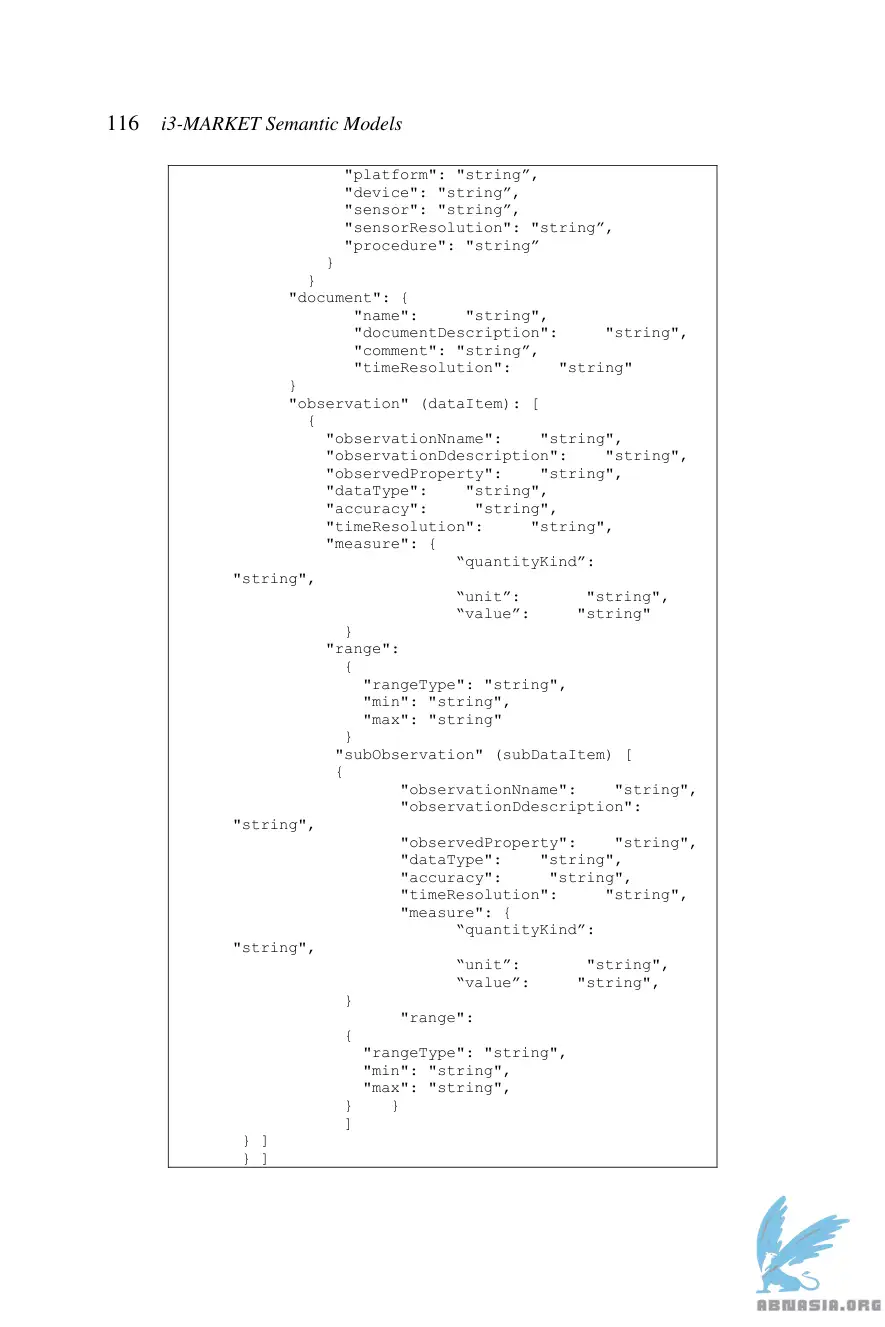 116 i3-MARKET Semantic Models
"platform": "string”,
"device": "string”,
"sensor": "string”,
"sensorResolution": "string”,
"procedure": "string”
}
}
"document": {
"name": "string",
"documentDescription": "string",
"comment": "string”,
"timeResolution": "string"
}
"observation" (dataItem): [
{
"observationNname": "string",
"observationDdescription": "string",
"observedProperty": "string",
"dataType": "string",
"accuracy": "string",
"timeResolution": "string",
"measure": {
“quantityKind”:
"string",
“unit”: "string",
“value”: "string"
}
"range":
{
"rangeType": "string",
"min": "string",
"max": "string"
}
"subObservation" (subDataItem) [
{
"observationNname": "string",
"observationDdescription":
"string",
"observedProperty": "string",
"dataType": "string",
"accuracy": "string",
"timeResolution": "string",
"measure": {
“quantityKind”:
"string",
“unit”: "string",
“value”: "string",
}
"range":
{
"rangeType": "string",
"min": "string",
"max": "string",
} }
]
} ]
} ]
ABNASIA.ORG